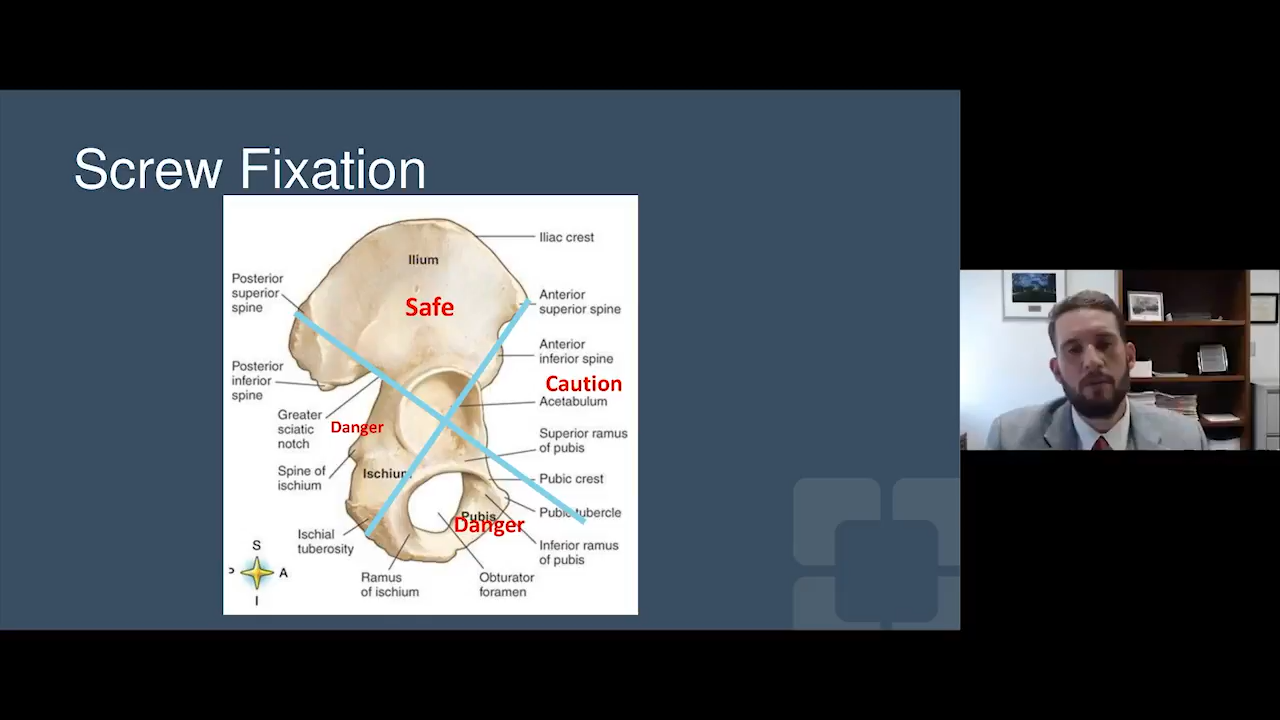 Screw Fixation
Iliac crest
Ilium
Posterior
superior
spine
Safe
Anterior
superior spine
Anterior
inferior spine
Posterior
inferior
spine
Caution
Acetabulum
Greater
sciatic
notch
Danger
Superior ramus
of pubis
Spine of
ischium
Ischium
Pubic crest
Pubis
Pubic tubercle
Danger
Ischial
tuberosity
Inferior ramus
of pubis
Ramus
of ischium
Obturator
foramen
S
P
A
I